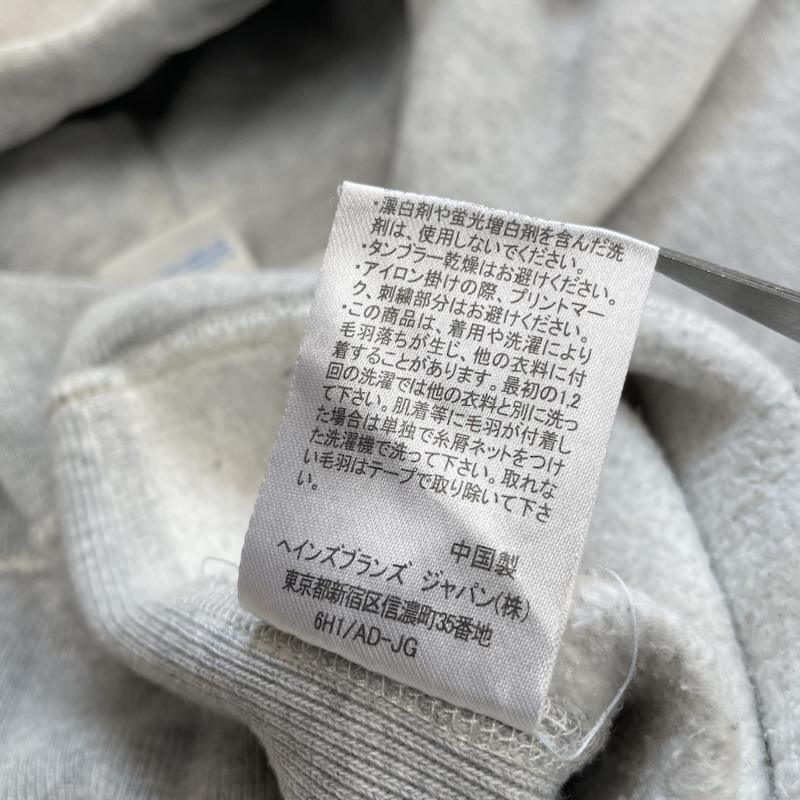 ・漂白剤や蛍光増白剤を含んだ洗
剤は、使用しないでください。
・タンブラー乾燥はお避けください。
・アイロン掛けの際、プリントマー
ク、刺繍部分はお避けください。
・この商品は、着用や洗濯により
毛羽落ちが生じ、他の衣料に付
着することがあります。最初の1.2
回の洗濯では他の衣料と別に洗っ
て下さい。肌着等に毛羽が付着し
た場合は単独で糸屑ネットをつけ
た洗濯機で洗って下さい。取れな
い毛羽はテープで取り除いて下さ
い。
中国製
ヘインズブランズ ジャパン(株)
東京都新宿区信濃町35番地
6H1/AD-JG